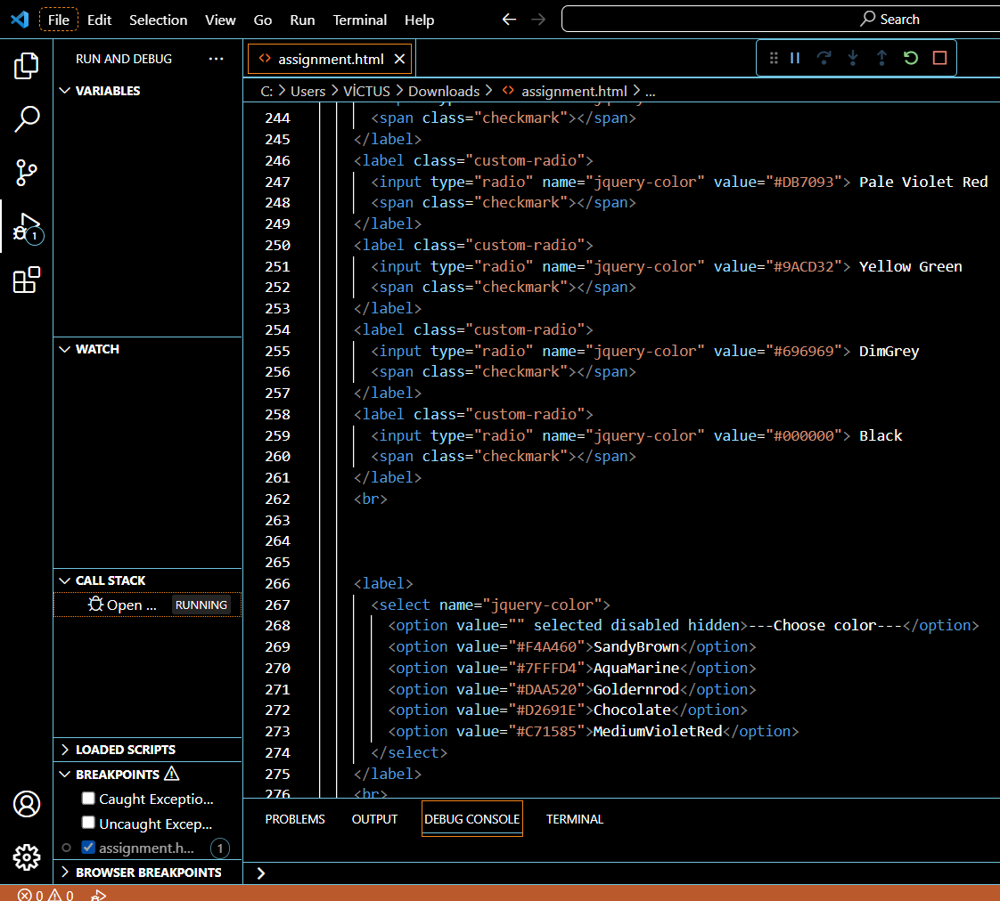 File Edit Selection View Go Run Terminal Help Search
RUN AND DEBUG ...
VARIABLES
WATCH
CALL STACK
Open ... RUNNING
LOADED SCRIPTS
BREAKPOINTS
Caught Exceptio...
Uncaught Excep...
assignment.h... 1
BROWSER BREAKPOINTS
1
assignment.html
C: > Users > VİCTUS > Downloads > assignment.html > ...
244 <span class="checkmark"></span>
245 </label>
246 <label class="custom-radio">
247 <input type="radio" name="jquery-color" value="#DB7093"> Pale Violet Red
248 <span class="checkmark"></span>
249 </label>
250 <label class="custom-radio">
251 <input type="radio" name="jquery-color" value="#9ACD32"> Yellow Green
252 <span class="checkmark"></span>
253 </label>
254 <label class="custom-radio">
255 <input type="radio" name="jquery-color" value="#696969"> DimGrey
256 <span class="checkmark"></span>
257 </label>
258 <label class="custom-radio">
259 <input type="radio" name="jquery-color" value="#000000"> Black
260 <span class="checkmark"></span>
261 </label>
262 <br>
263
264
265
266 <label>
267 <select name="jquery-color">
268 <option value="" selected disabled hidden>---Choose color---</option>
269 <option value="#F4A460">SandyBrown</option>
270 <option value="#7FFFD4">AquaMarine</option>
271 <option value="#DAA520">Goldernrod</option>
272 <option value="#D2691E">Chocolate</option>
273 <option value="#C71585">MediumVioletRed</option>
274 </select>
275 </label>
276 <br>
PROBLEMS OUTPUT DEBUG CONSOLE TERMINAL
>
0 0